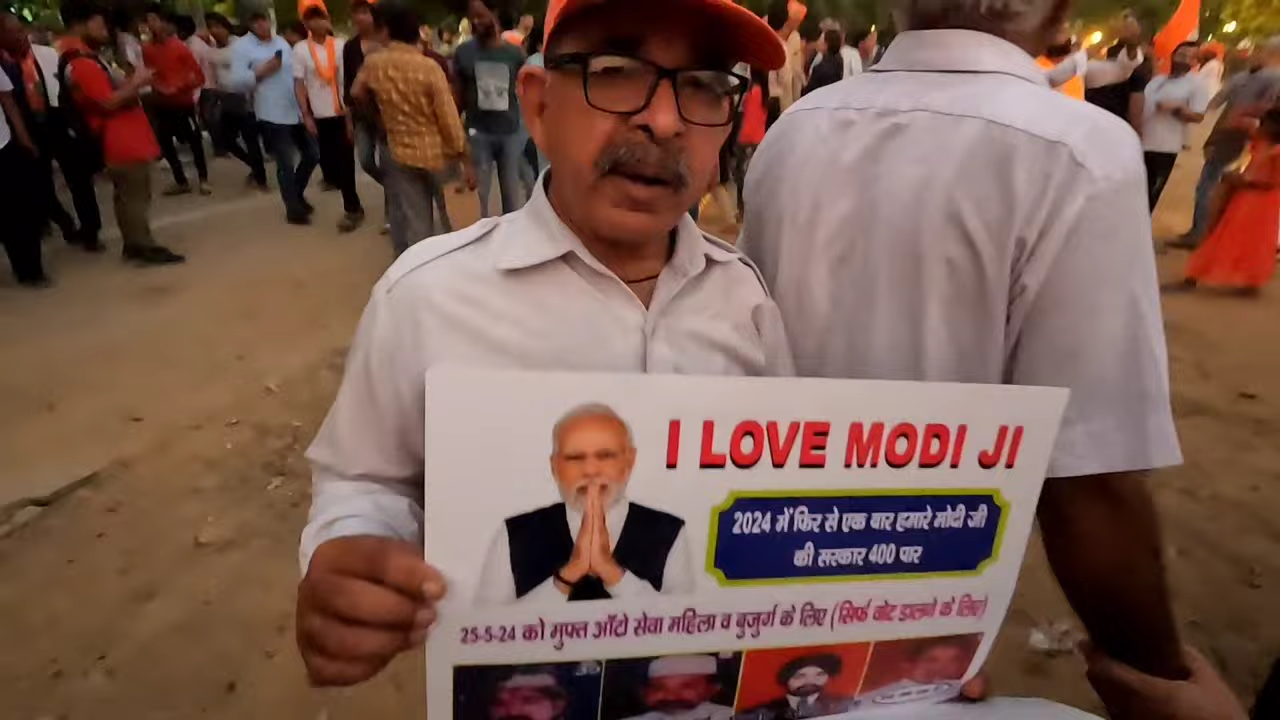 I LOVE MODI JI
2024 में फिर से एक बार हमारे मोदी जी
की सरकार 400 पार
25-5-24 को मुफ्त ऑटो सेवा महिला व बुजुर्ग के लिए (सिर्फ वोट डालने के लिए)